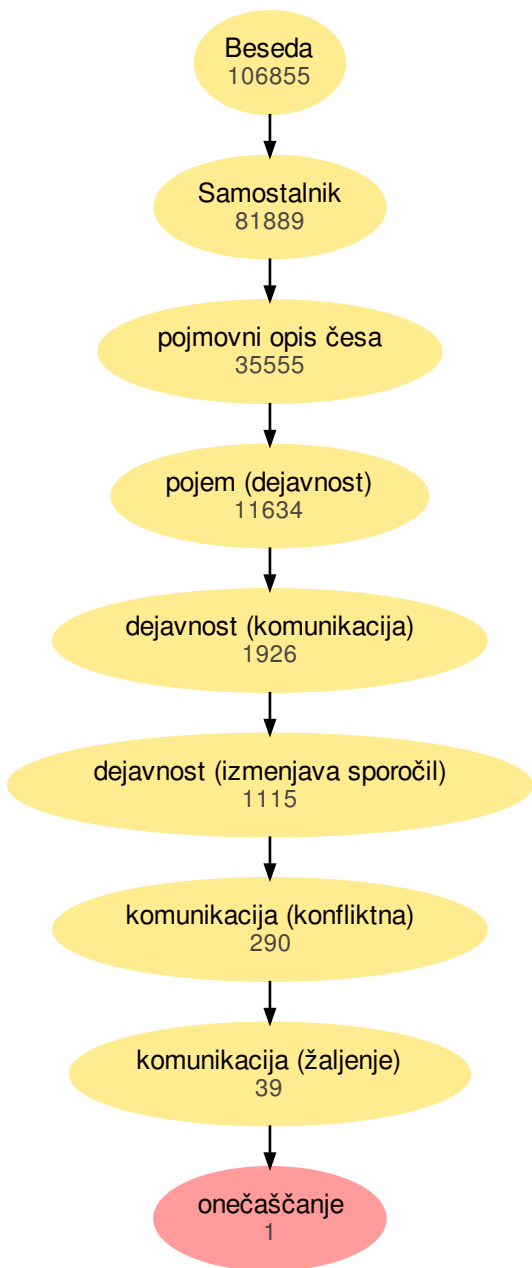 Beseda
106855
Samostalnik
81889
pojmovni opis česa
35555
pojem (dejavnost)
11634
dejavnost (komunikacija)
1926
dejavnost (izmenjava sporočil)
1115
komunikacija (konfliktna)
290
komunikacija (žaljenje)
39
onečaščanje
1